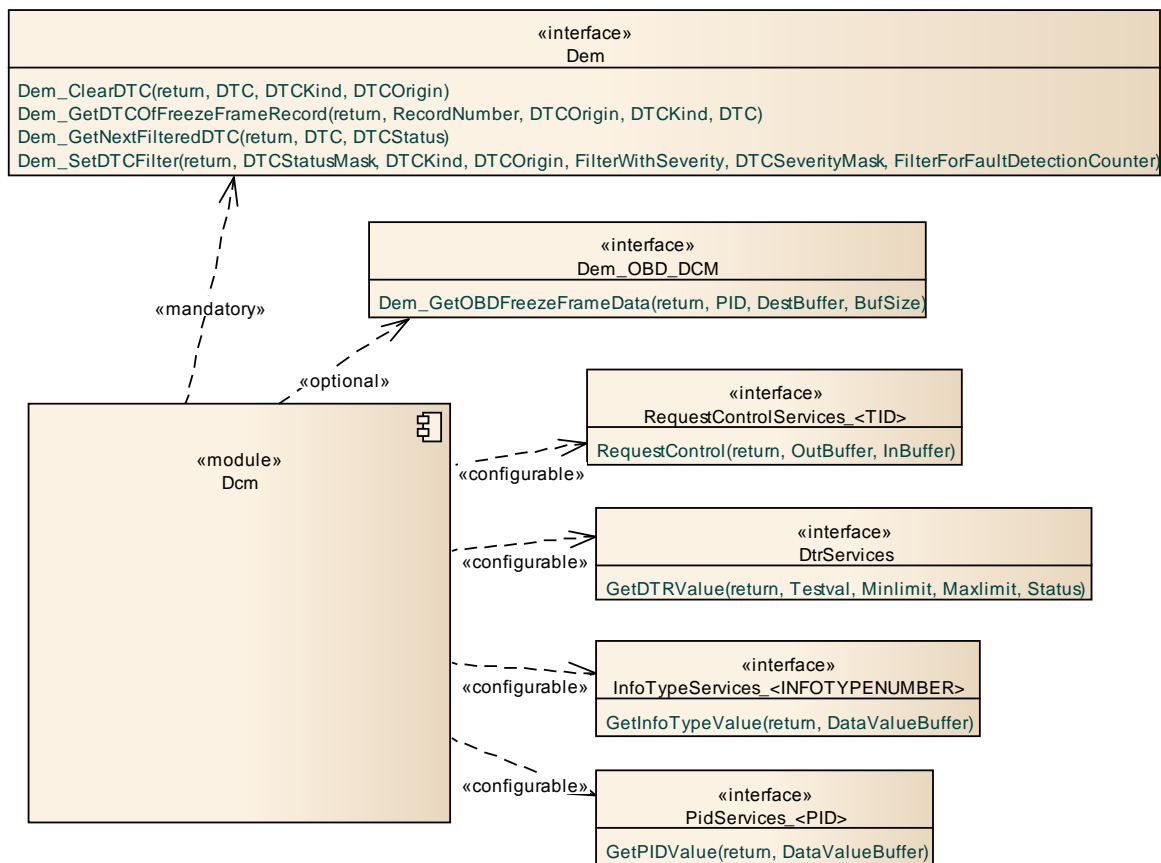 «interface»
Dem
Dem_ClearDTC(return, DTC, DTCKind, DTCOrigin)
Dem_GetDTCOfFreezeFrameRecord(return, RecordNumber, DTCOrigin, DTCKind, DTC)
Dem_GetNextFilteredDTC(return, DTC, DTCStatus)
Dem_SetDTCFilter(return, DTCStatusMask, DTCKind, DTCOrigin, FilterWithSeverity, DTCSeverityMask, FilterForFaultDetectionCounter)
«interface»
Dem_OBD_DCM
Dem_GetOBDFreezeFrameData(return, PID, DestBuffer, BufSize)
«mandatory»
«optional»
«module»
Dcm
«interface»
RequestControlServices_<TID>
RequestControl(return, OutBuffer, InBuffer)
«configurable»
«interface»
DtrServices
GetDTRValue(return, Testval, Minlimit, Maxlimit, Status)
«configurable»
«interface»
InfoTypeServices_<INFOTYPENUMBER>
GetInfoTypeValue(return, DataValueBuffer)
«configurable»
«interface»
PidServices_<PID>
GetPIDValue(return, DataValueBuffer)
«configurable»